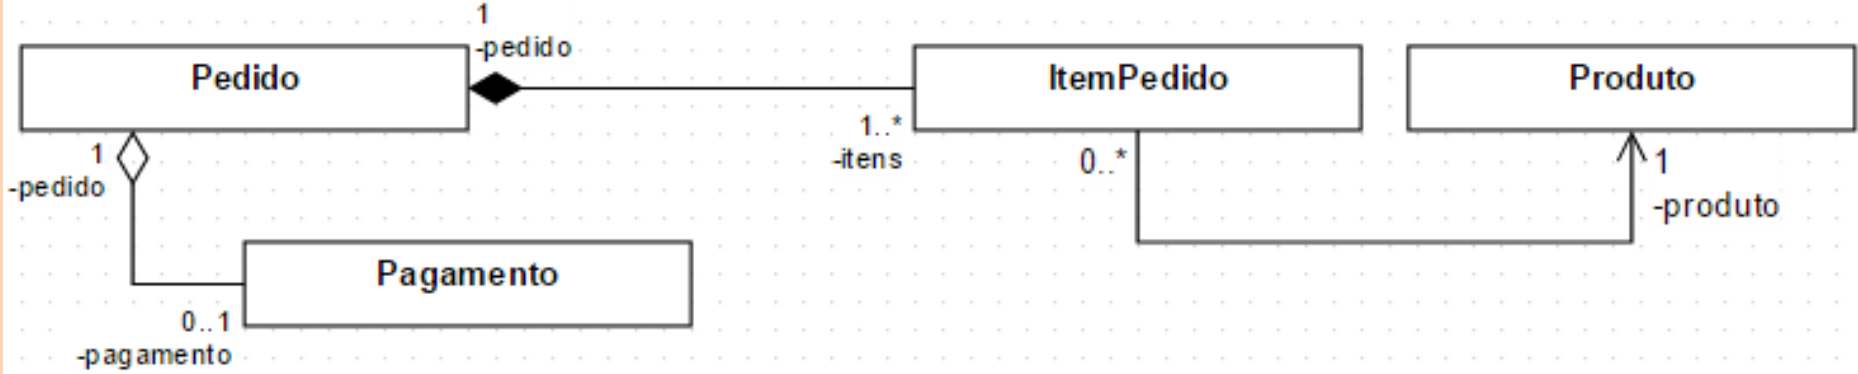 1
-pedido
Pedido
ItemPedido
Produto
1..*
-itens
1
-pedido
0..*
1
-produto
Pagamento
0..1
-pagamento